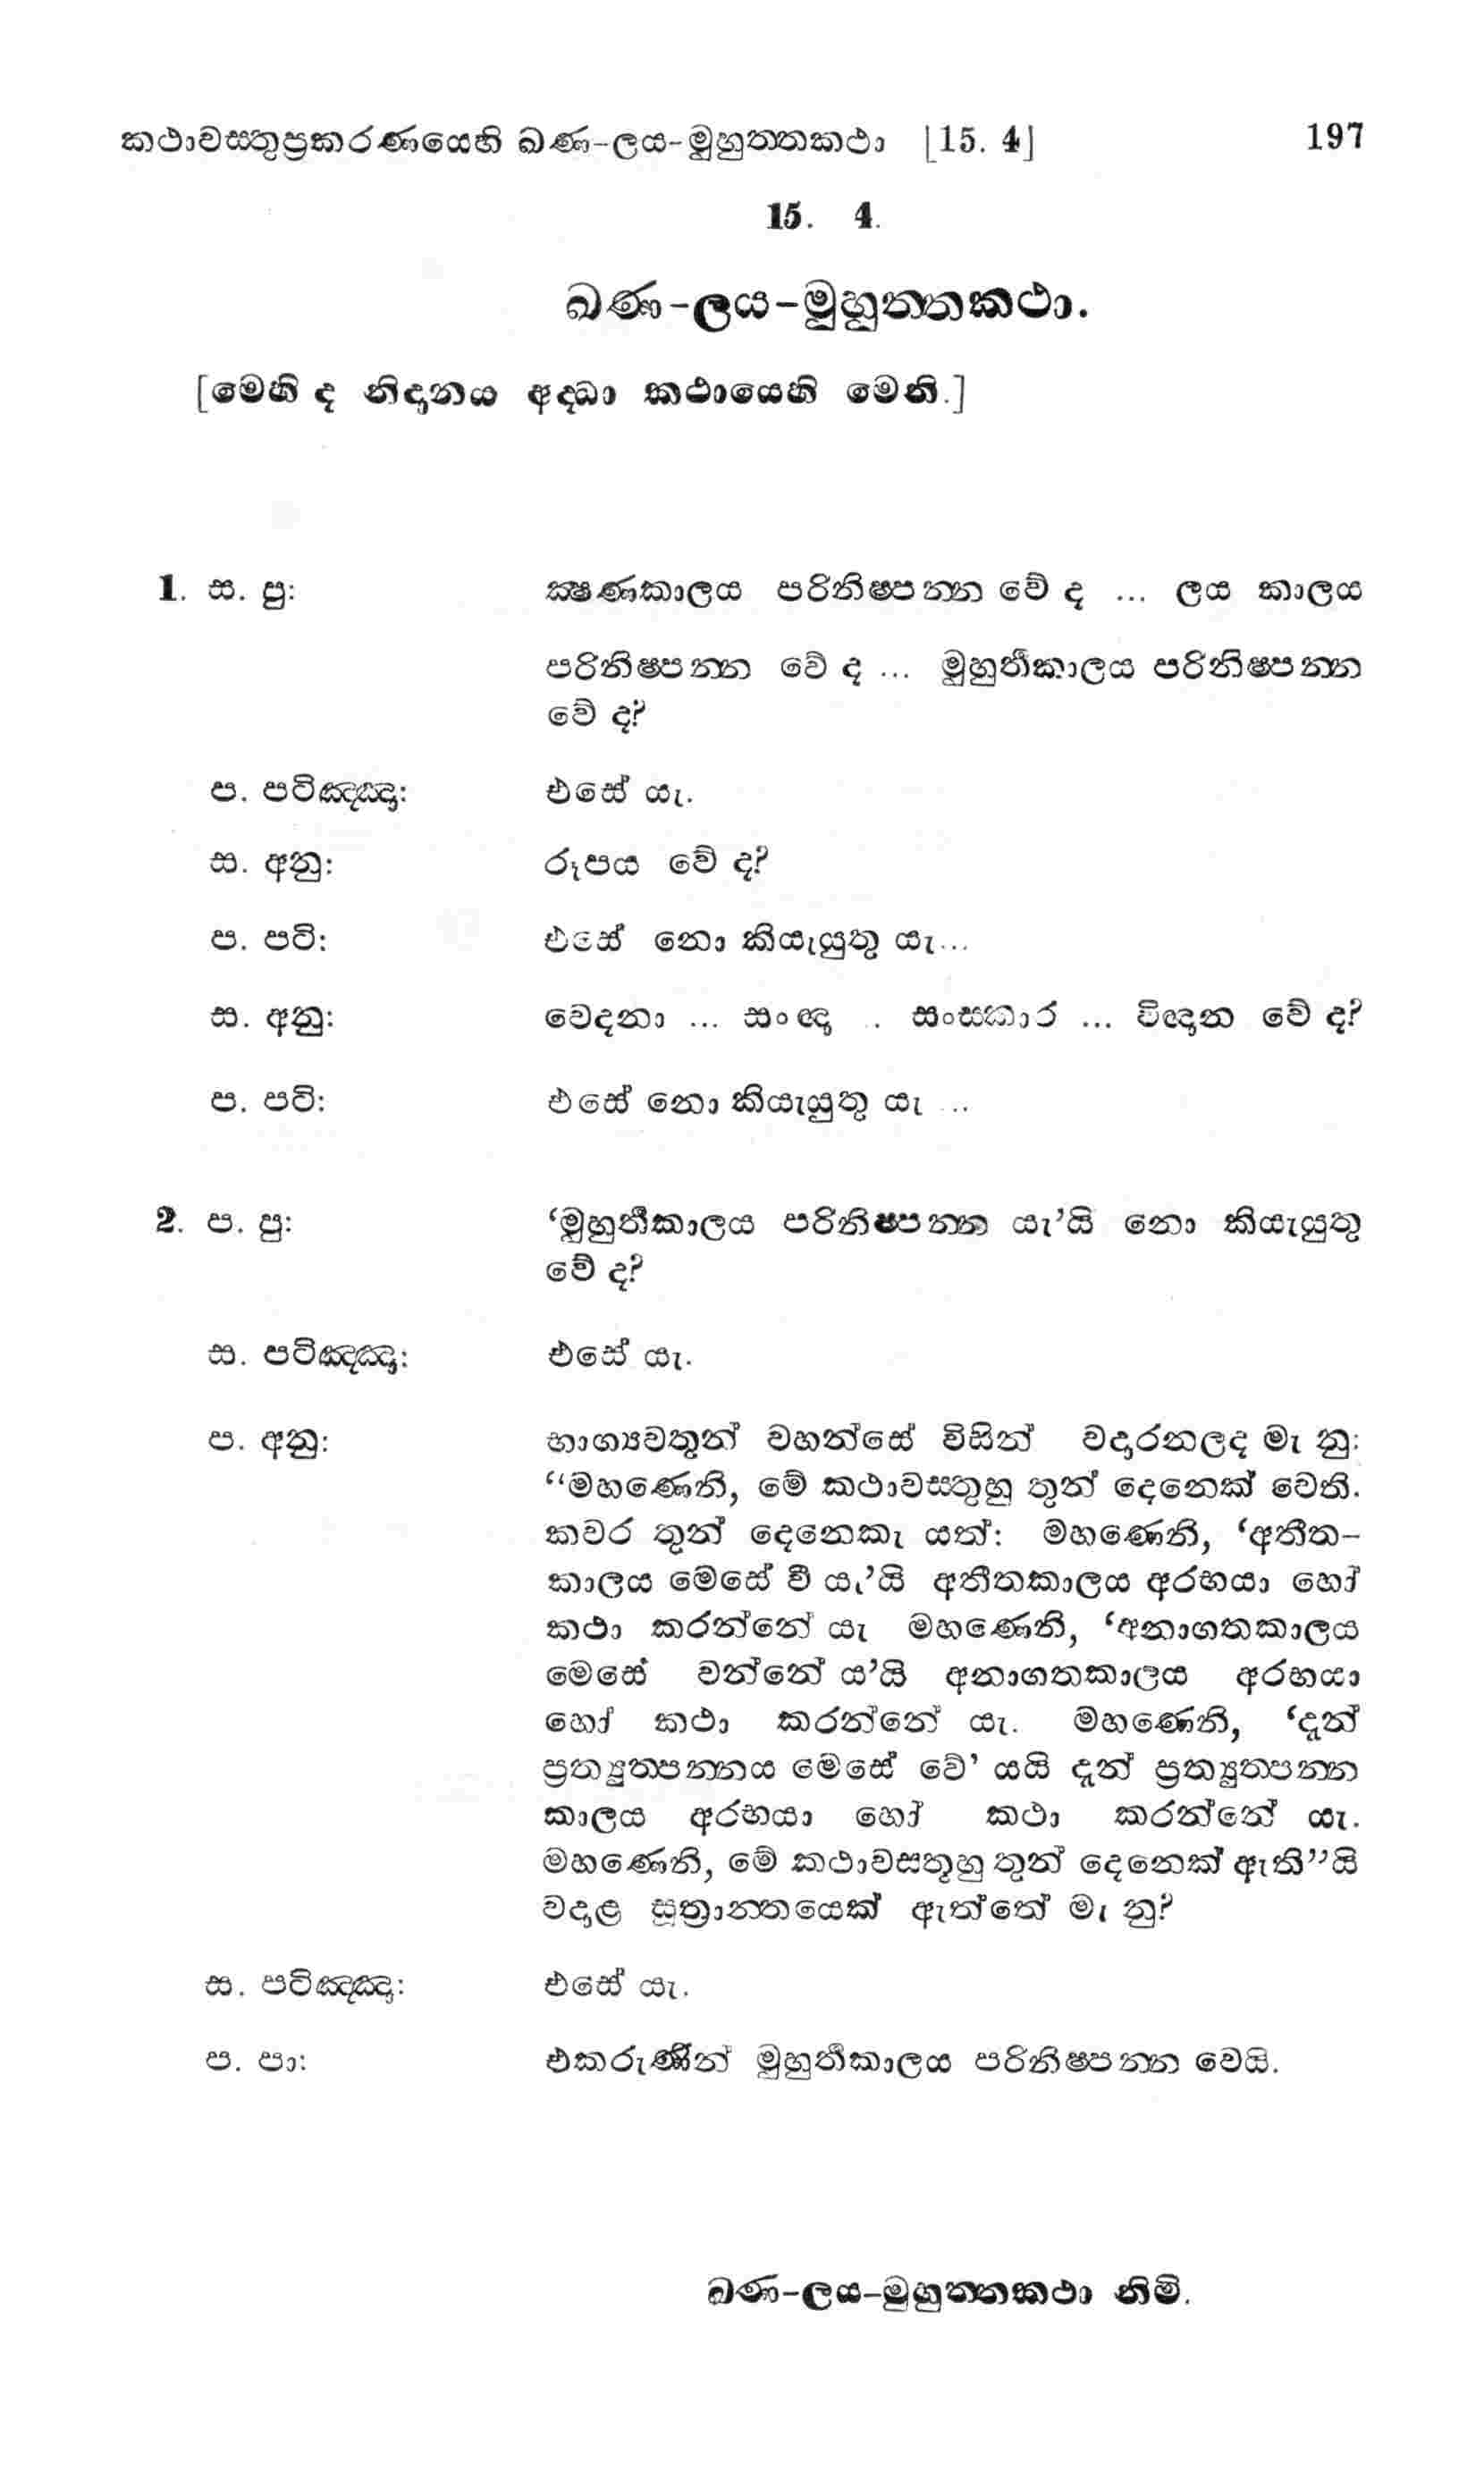 කථාවස්තුප්‍රකරණයෙහි ඛණ-ලය-මුහුත්තකථා [15. 4] 197
15. 4.
ඛණ-ලය-මුහුත්තකථා.
[මෙහි ද නිදානය අද්ධා කථායෙහි මෙනි.]
1. ස. පු: ක්ෂණකාලය පරිනිෂ්පන්න වේ ද ... ලය කාලය
පරිනිෂ්පන්න වේ ද ... මුහුර්තකාලය පරිනිෂ්පන්න
වේ ද?
ප. පටිඤ්ඤා: එසේ යැ.
ස. අනු: රූපය වේ ද?
ප. පටි: එසේ නො කියැයුතු යැ...
ස. අනු: වෙදනා ... සංඥා .. සංස්කාර ... විඥාන වේ ද?
ප. පටි: එසේ නො කියැයුතු යැ ...
2. ප. පු: ‘මුහුර්තකාලය පරිනිෂ්පන්න යැ’යි නො කියැයුතු
වේ ද?
ස. පටිඤ්ඤා: එසේ යැ.
ප. අනු: භාග්‍යවතුන් වහන්සේ විසින් වදාරනලද මැ නු:
“මහණෙනි, මේ කථාවස්තුහු තුන් දෙනෙක් වෙති.
කවර තුන් දෙනෙකැ යත්: මහණෙනි, ‘අතීත-
කාලය මෙසේ වී යැ’යි අතීතකාලය අරභයා හෝ
කථා කරන්නේ යැ මහණෙනි, ‘අනාගතකාලය
මෙසේ වන්නේ ය’යි අනාගතකාලය අරභයා
හෝ කථා කරන්නේ යැ. මහණෙනි, ‘දැන්
ප්‍රත්‍යුත්පන්නය මෙසේ වේ’ යයි දැන් ප්‍රත්‍යුත්පන්න
කාලය අරභයා හෝ කථා කරන්නේ යැ.
මහණෙනි, මේ කථාවස්තූහු තුන් දෙනෙක් ඇති”යි
වදාළ සූත්‍රාන්තයෙක් ඇත්තේ මැ නු?
ස. පටිඤ්ඤා: එසේ යැ.
ප. පා: එකරුණින් මුහුර්තකාලය පරිනිෂ්පන්න වෙයි.
ඛණ-ලය-මුහුත්තකථා නිමි.